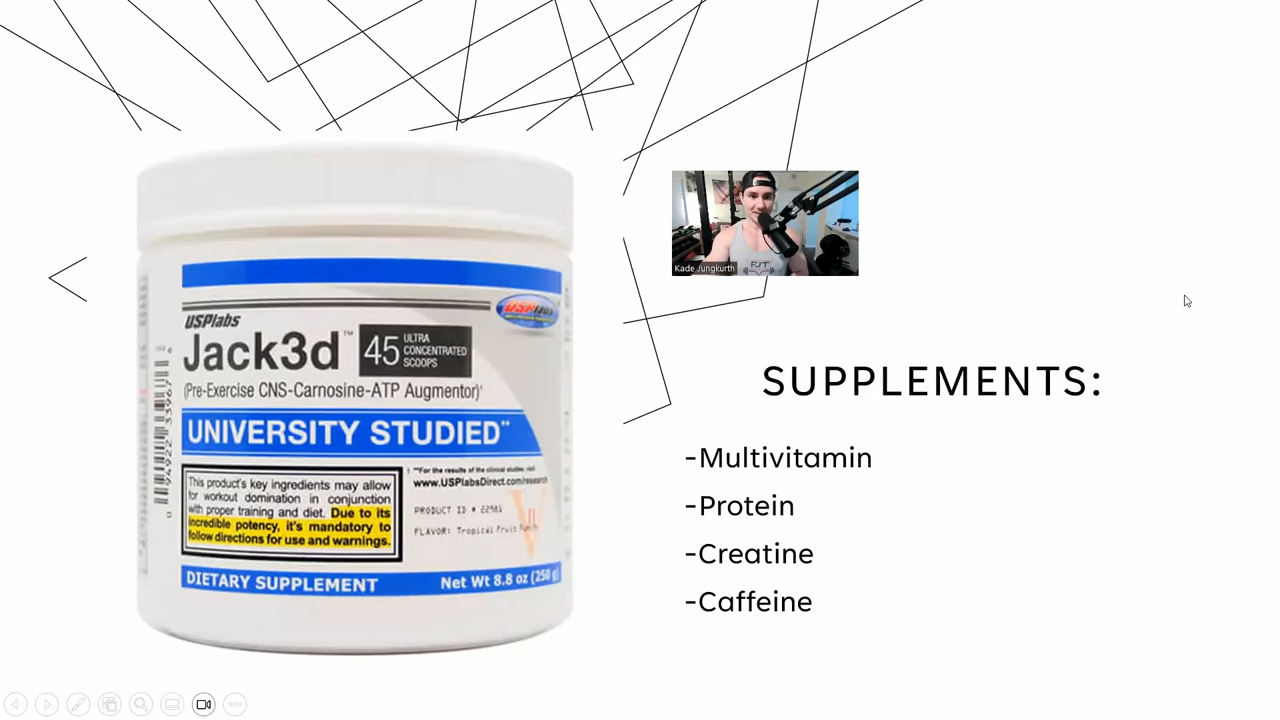 USPlabs
USPlabs
Jack3d™
45
ULTRA
CONCENTRATED
SCOOPS
(Pre-Exercise CNS-Carnosine-ATP Augmentor)†
UNIVERSITY STUDIED**
This product's key ingredients may allow
for workout domination in conjunction
with proper training and diet. Due to its
incredible potency, it's mandatory to
follow directions for use and warnings.
**For the results of the clinical studies, visit
www.USPlabsDirect.com/research
PRODUCT ID # 22981
FLAVOR: Tropical Fruit
DIETARY SUPPLEMENT
Net Wt 8.8 oz (250 g)
Kade Jungkurth
SUPPLEMENTS:
-Multivitamin
-Protein
-Creatine
-Caffeine